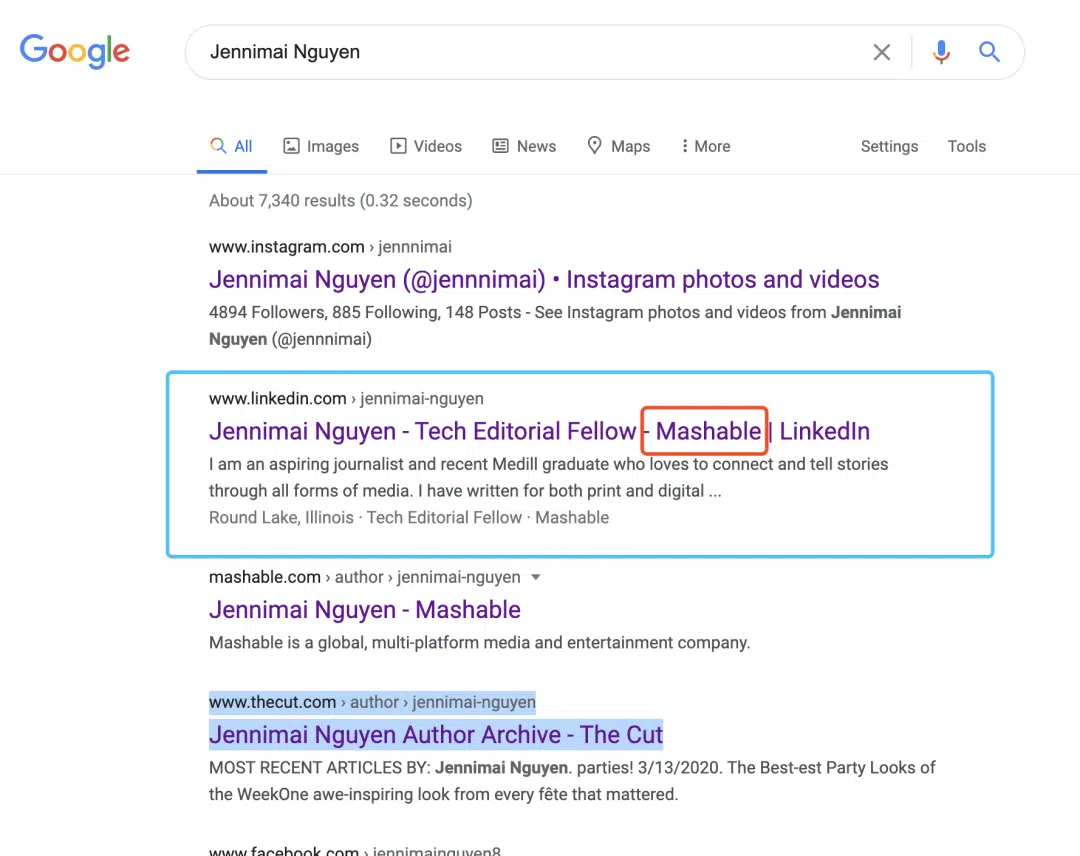 Google
Jennimai Nguyen
All Images Videos News Maps More Settings Tools
About 7,340 results (0.32 seconds)
www.instagram.com › jennnimai
Jennimai Nguyen (@jennnimai) • Instagram photos and videos
4894 Followers, 885 Following, 148 Posts - See Instagram photos and videos from Jennimai
Nguyen (@jennnimai)
www.linkedin.com › jennimai-nguyen
Jennimai Nguyen - Tech Editorial Fellow - Mashable | LinkedIn
I am an aspiring journalist and recent Medill graduate who loves to connect and tell stories
through all forms of media. I have written for both print and digital ...
Round Lake, Illinois · Tech Editorial Fellow · Mashable
mashable.com › author › jennimai-nguyen
Jennimai Nguyen - Mashable
Mashable is a global, multi-platform media and entertainment company.
www.thecut.com › author › jennimai-nguyen
Jennimai Nguyen Author Archive - The Cut
MOST RECENT ARTICLES BY: Jennimai Nguyen. parties! 3/13/2020. The Best-est Party Looks of
the WeekOne awe-inspiring look from every fête that mattered.
www.facebook.com › jennimainguyen8